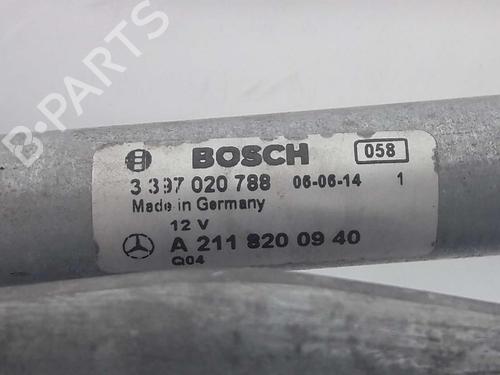 B-PARTS
BOSCH 058
3 397 020 788 06-06-14 1
Made in Germany
12 V
A 211 820 09 40
Q04